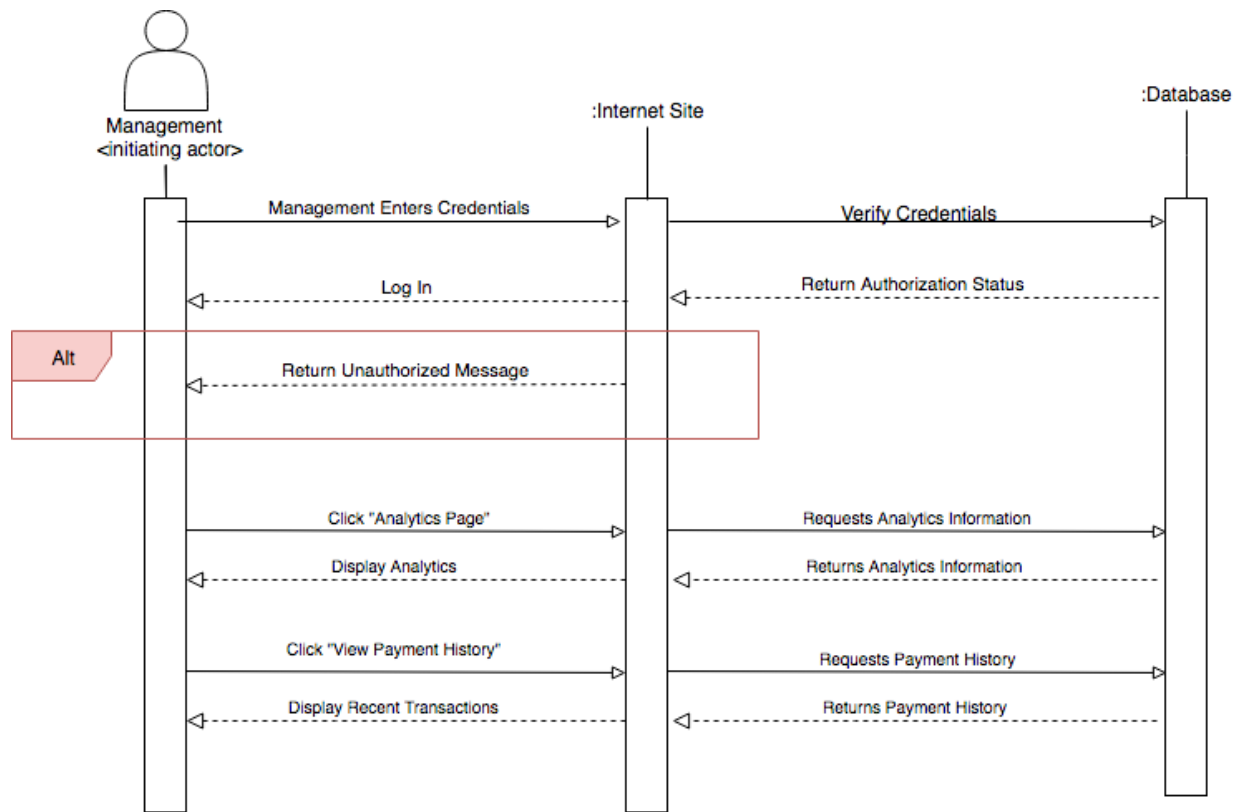 Management
<initiating actor>
:Internet Site
:Database
Management Enters Credentials
Verify Credentials
Log In
Return Authorization Status
Alt
Return Unauthorized Message
Click "Analytics Page"
Requests Analytics Information
Display Analytics
Returns Analytics Information
Click "View Payment History"
Requests Payment History
Display Recent Transactions
Returns Payment History